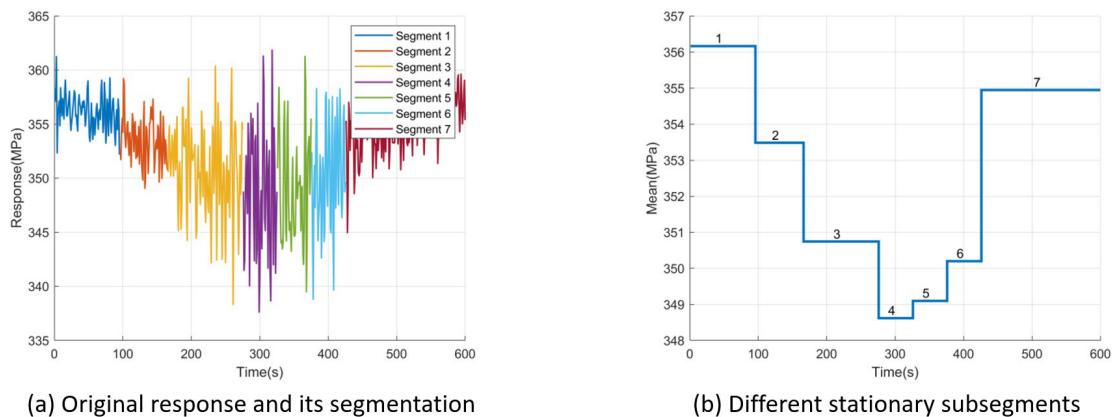 365
360
355
350
345
340
335
Response(MPa)
0 100 200 300 400 500 600
Time(s)
Segment 1
Segment 2
Segment 3
Segment 4
Segment 5
Segment 6
Segment 7
(a) Original response and its segmentation
357
356
355
354
353
352
351
350
349
348
Mean(MPa)
1
2
3
4
5
6
7
0 100 200 300 400 500 600
Time(s)
(b) Different stationary subsegments